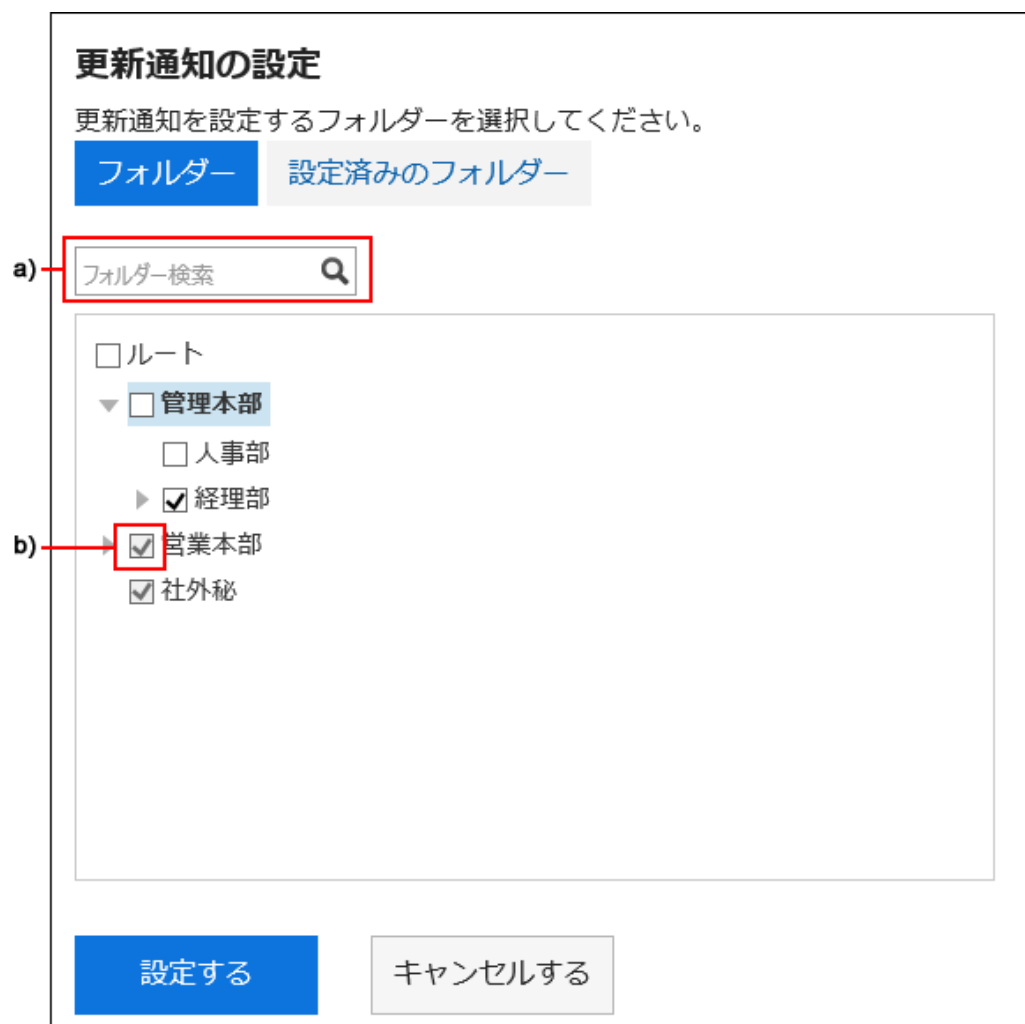 更新通知の設定
更新通知を設定するフォルダーを選択してください。
フォルダー 設定済みのフォルダー
a) フォルダー検索
ルート
管理本部
人事部
経理部
b) 営業本部
社外秘
設定する キャンセルする